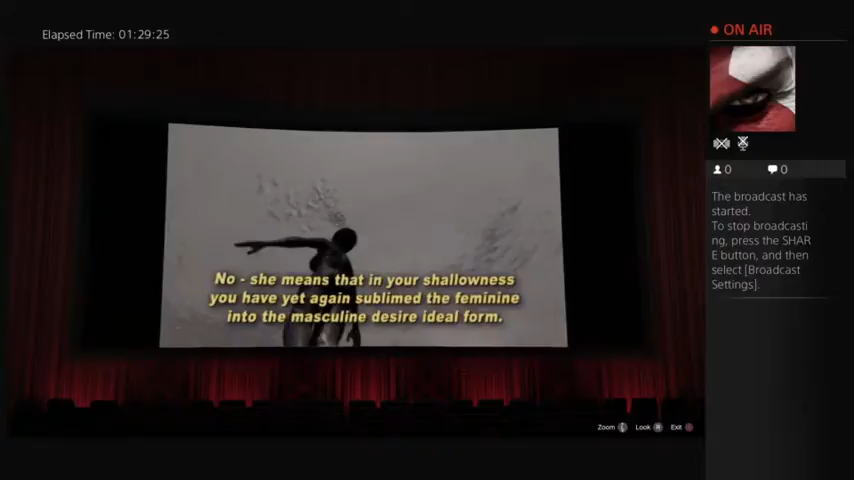 Elapsed Time: 01:29:25
ON AIR
0 0
The broadcast has
started.
To stop broadcasti
ng, press the SHAR
E button, and then
select [Broadcast
Settings].
No - she means that in your shallowness
you have yet again sublimed the feminine
into the masculine desire ideal form.
Zoom L Look R Exit